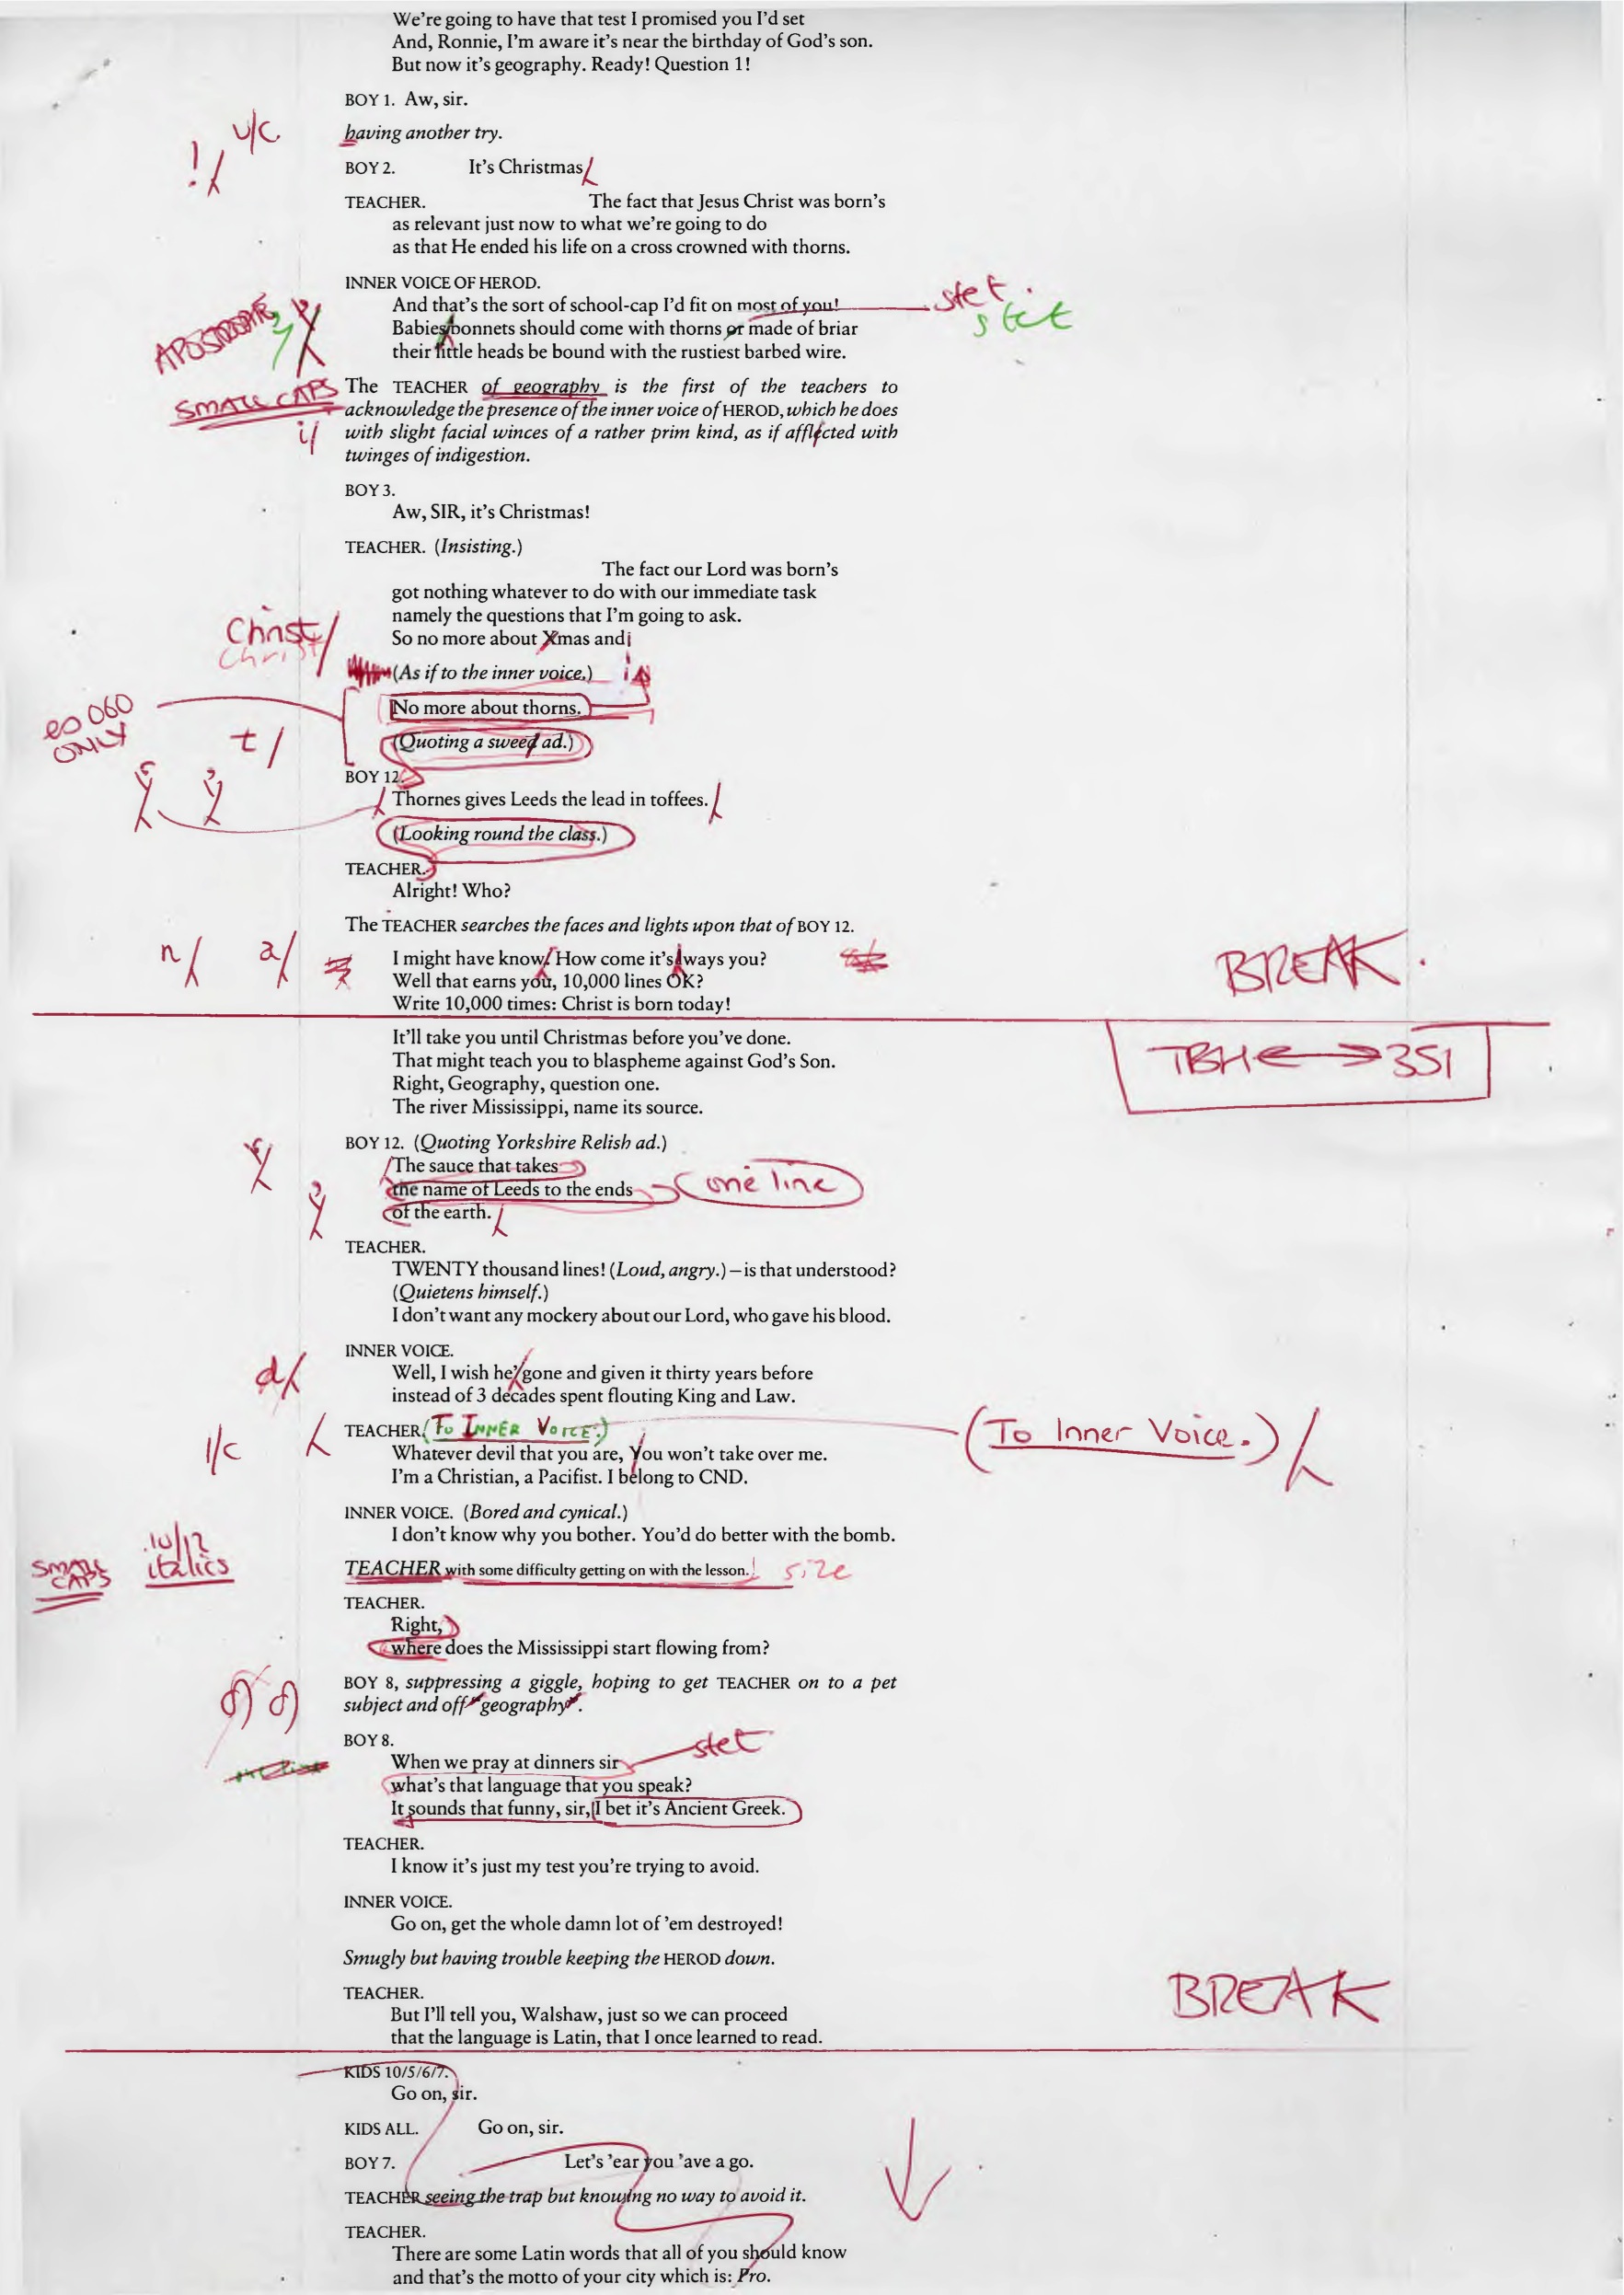 We're going to have that test I promised you I'd set
And, Ronnie, I'm aware it's near the birthday of God's son.
But now it's geography. Ready! Question 1!
BOY 1. Aw, sir.
u/c
having another try.
!/
BOY 2. It's Christmas
TEACHER. The fact that Jesus Christ was born's
as relevant just now to what we're going to do
as that He ended his life on a cross crowned with thorns.
INNER VOICE OF HEROD.
And that's the sort of school-cap I'd fit on most of you!
stet.
stet
APOSTROPHE
Babies bonnets should come with thorns or made of briar
their little heads be bound with the rustiest barbed wire.
SMALL CAPS
The TEACHER of geography is the first of the teachers to
acknowledge the presence of the inner voice of HEROD, which he does
i/
with slight facial winces of a rather prim kind, as if afflected with
twinges of indigestion.
BOY 3.
Aw, SIR, it's Christmas!
TEACHER. (Insisting.)
The fact our Lord was born's
got nothing whatever to do with our immediate task
namely the questions that I'm going to ask.
Christ/
Christ
So no more about Xmas and
(As if to the inner voice.)
No more about thorns.
ONLY
t/
(Quoting a sweed ad.)
BOY 12.
Thornes gives Leeds the lead in toffees.
(Looking round the class.)
TEACHER.
Alright! Who?
The TEACHER searches the faces and lights upon that of BOY 12.
n/ a/
I might have know. How come it's lways you?
BREAK.
Well that earns you, 10,000 lines OK?
Write 10,000 times: Christ is born today!
It'll take you until Christmas before you've done.
TBH ↔ 351
That might teach you to blaspheme against God's Son.
Right, Geography, question one.
The river Mississippi, name its source.
BOY 12. (Quoting Yorkshire Relish ad.)
The sauce that takes
the name of Leeds to the ends
one line
of the earth.
TEACHER.
TWENTY thousand lines! (Loud, angry.) – is that understood?
(Quietens himself.)
I don't want any mockery about our Lord, who gave his blood.
INNER VOICE.
d/
Well, I wish he' gone and given it thirty years before
instead of 3 decades spent flouting King and Law.
TEACHER. (To INNER VOICE.)
(To Inner Voice.)
l/c
Whatever devil that you are, You won't take over me.
I'm a Christian, a Pacifist. I belong to CND.
INNER VOICE. (Bored and cynical.)
I don't know why you bother. You'd do better with the bomb.
SMALL CAPS
10/12 italics
TEACHER with some difficulty getting on with the lesson.
size
TEACHER.
Right,
where does the Mississippi start flowing from?
BOY 8, suppressing a giggle, hoping to get TEACHER on to a pet
subject and off "geography".
BOY 8.
stet
When we pray at dinners sir
what's that language that you speak?
It sounds that funny, sir, I bet it's Ancient Greek.
TEACHER.
I know it's just my test you're trying to avoid.
INNER VOICE.
Go on, get the whole damn lot of 'em destroyed!
Smugly but having trouble keeping the HEROD down.
TEACHER.
BREAK
But I'll tell you, Walshaw, just so we can proceed
that the language is Latin, that I once learned to read.
KIDS 10/5/6/7.
Go on, sir.
KIDS ALL. Go on, sir.
BOY 7. Let's 'ear you 'ave a go.
TEACHER seeing the trap but knowing no way to avoid it.
TEACHER.
There are some Latin words that all of you should know
and that's the motto of your city which is: Pro.